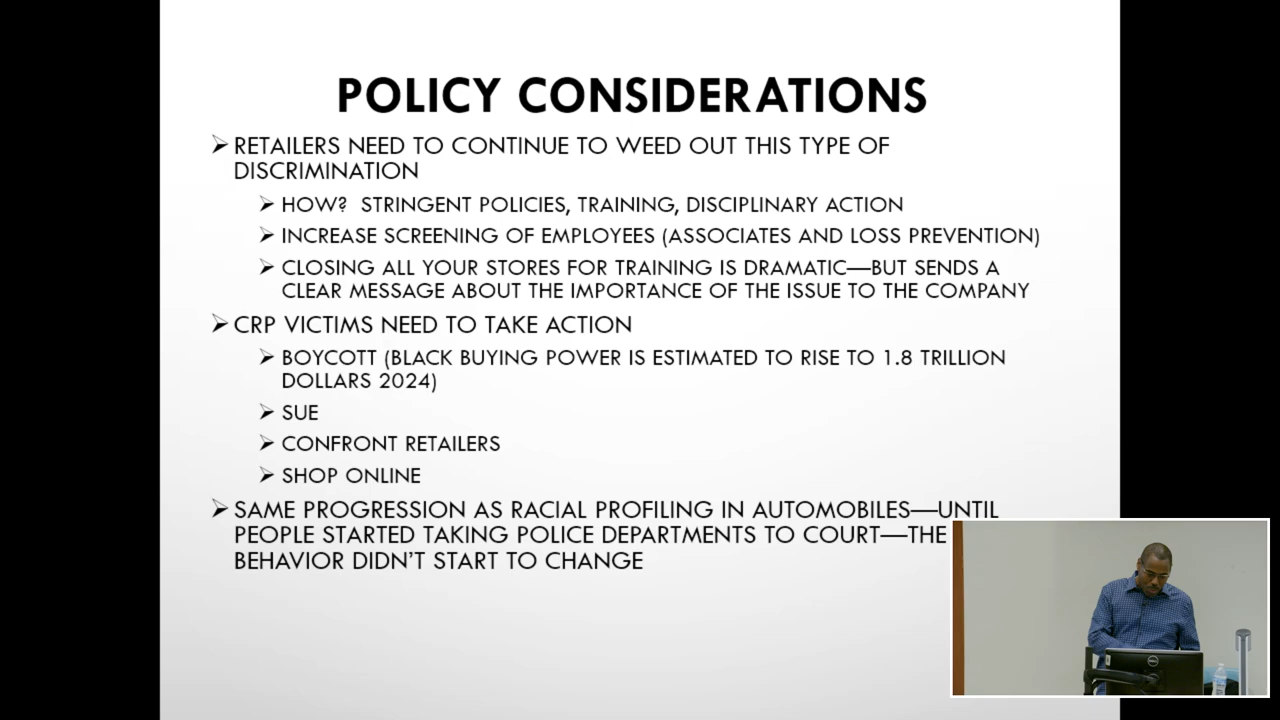 POLICY CONSIDERATIONS
RETAILERS NEED TO CONTINUE TO WEED OUT THIS TYPE OF
DISCRIMINATION
HOW? STRINGENT POLICIES, TRAINING, DISCIPLINARY ACTION
INCREASE SCREENING OF EMPLOYEES (ASSOCIATES AND LOSS PREVENTION)
CLOSING ALL YOUR STORES FOR TRAINING IS DRAMATIC—BUT SENDS A
CLEAR MESSAGE ABOUT THE IMPORTANCE OF THE ISSUE TO THE COMPANY
CRP VICTIMS NEED TO TAKE ACTION
BOYCOTT (BLACK BUYING POWER IS ESTIMATED TO RISE TO 1.8 TRILLION
DOLLARS 2024)
SUE
CONFRONT RETAILERS
SHOP ONLINE
SAME PROGRESSION AS RACIAL PROFILING IN AUTOMOBILES—UNTIL
PEOPLE STARTED TAKING POLICE DEPARTMENTS TO COURT—THE
BEHAVIOR DIDN'T START TO CHANGE
DELL